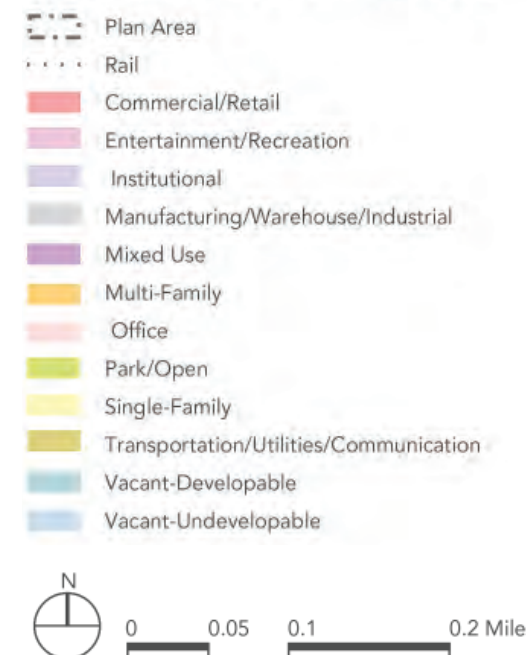 Plan Area
Rail
Commercial/Retail
Entertainment/Recreation
Institutional
Manufacturing/Warehouse/Industrial
Mixed Use
Multi-Family
Office
Park/Open
Single-Family
Transportation/Utilities/Communication
Vacant-Developable
Vacant-Undevelopable
N
0 0.05 0.1 0.2 Mile